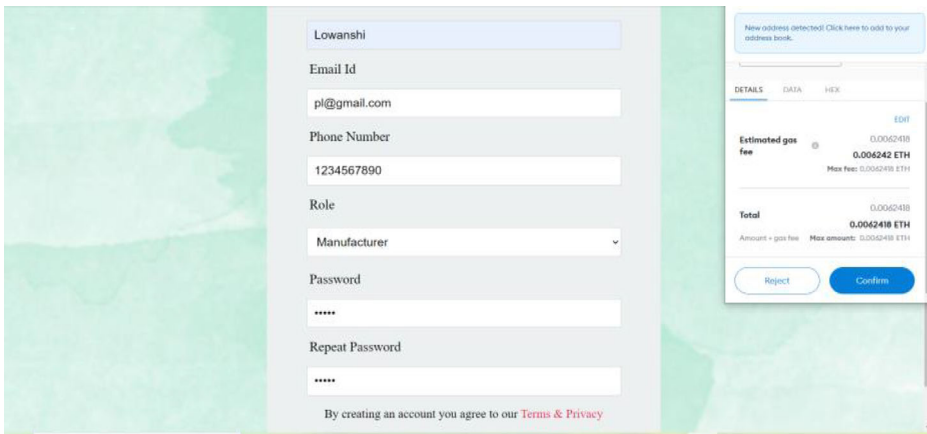 Lowanshi
Email Id
pl@gmail.com
Phone Number
1234567890
Role
Manufacturer
Password
•••••
Repeat Password
•••••
By creating an account you agree to our Terms & Privacy
New address detected! Click here to add to your
address book.
DETAILS DATA HEX
EDIT
Estimated gas
fee
0.0062418
0.006242 ETH
Max fee: 0.0062418 ETH
Total
0.0062418
0.0062418 ETH
Amount + gas fee Max amount: 0.0062418 ETH
Reject Confirm